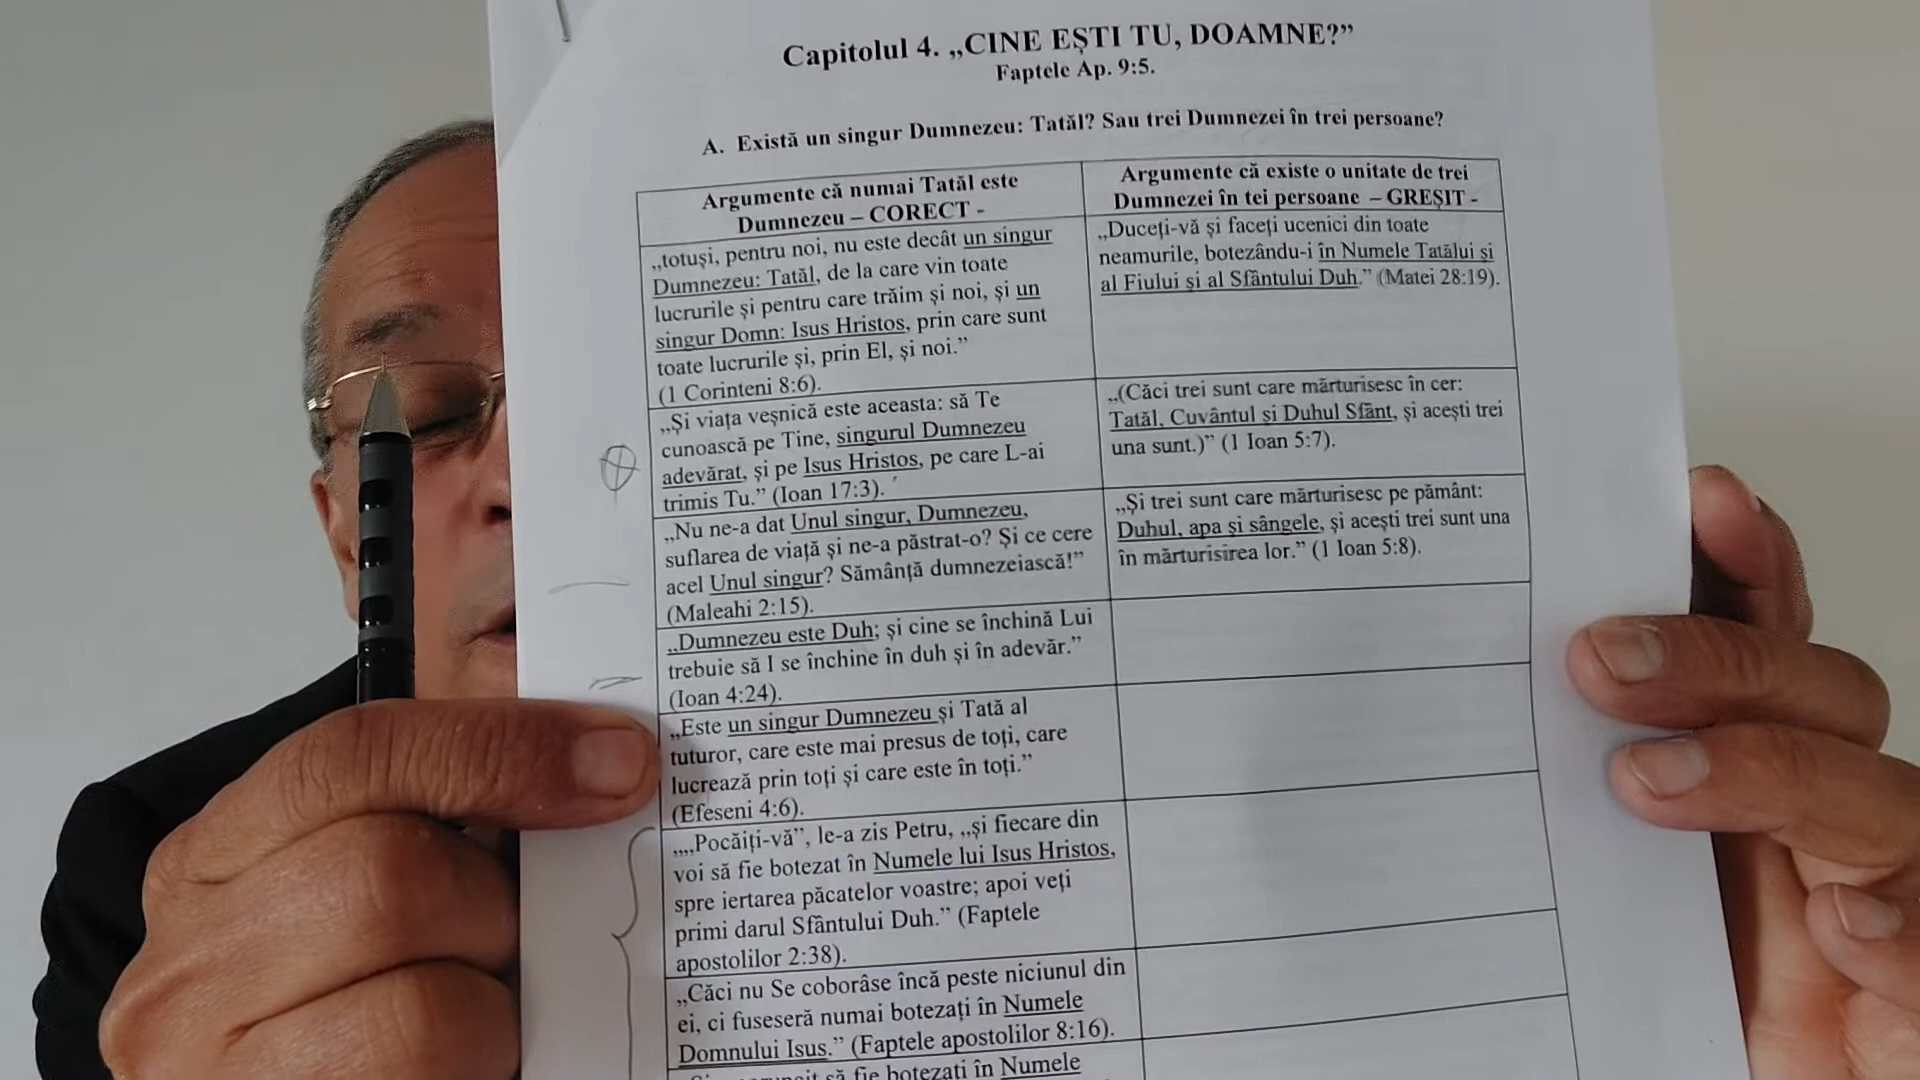 Capitolul 4. „CINE EȘTI TU, DOAMNE?”
Faptele Ap. 9:5.
A. Există un singur Dumnezeu: Tatăl? Sau trei Dumnezei în trei persoane?
Argumente că numai Tatăl este
Dumnezeu – CORECT -
„totuși, pentru noi, nu este decât un singur
Dumnezeu: Tatăl, de la care vin toate
lucrurile și pentru care trăim și noi, și un
singur Domn: Isus Hristos, prin care sunt
toate lucrurile și, prin El, și noi.”
(1 Corinteni 8:6).
„Și viața veșnică este aceasta: să Te
cunoască pe Tine, singurul Dumnezeu
adevărat, și pe Isus Hristos, pe care L-ai
trimis Tu.” (Ioan 17:3).
„Nu ne-a dat Unul singur, Dumnezeu,
suflarea de viață și ne-a păstrat-o? Și ce cere
acel Unul singur? Sământă dumnezeiască!”
(Maleahi 2:15).
„Dumnezeu este Duh; și cine se închină Lui
trebuie să I se închine în duh și în adevăr.”
(Ioan 4:24).
„Este un singur Dumnezeu și Tată al
tuturor, care este mai presus de toți, care
lucrează prin toți și care este în toți.”
(Efeseni 4:6).
„„Pocăiți-vă”, le-a zis Petru, „și fiecare din
voi să fie botezat în Numele lui Isus Hristos,
spre iertarea păcatelor voastre; apoi veți
primi darul Sfântului Duh.” (Faptele
apostolilor 2:38).
„Căci nu Se coborâse încă peste niciunul din
ei, ci fuseseră numai botezați în Numele
Domnului Isus.” (Faptele apostolilor 8:16).
să fie botezați în Numele
Argumente că existe o unitate de trei
Dumnezei în tei persoane – GREȘIT -
„Duceți-vă și faceți ucenici din toate
neamurile, botezându-i în Numele Tatălui și
al Fiului și al Sfântului Duh.” (Matei 28:19).
„(Căci trei sunt care mărturisesc în cer:
Tatăl, Cuvântul și Duhul Sfânt, și acești trei
una sunt.)” (1 Ioan 5:7).
„Și trei sunt care mărturisesc pe pământ:
Duhul, apa și sângele, și acești trei sunt una
în mărturisirea lor.” (1 Ioan 5:8).